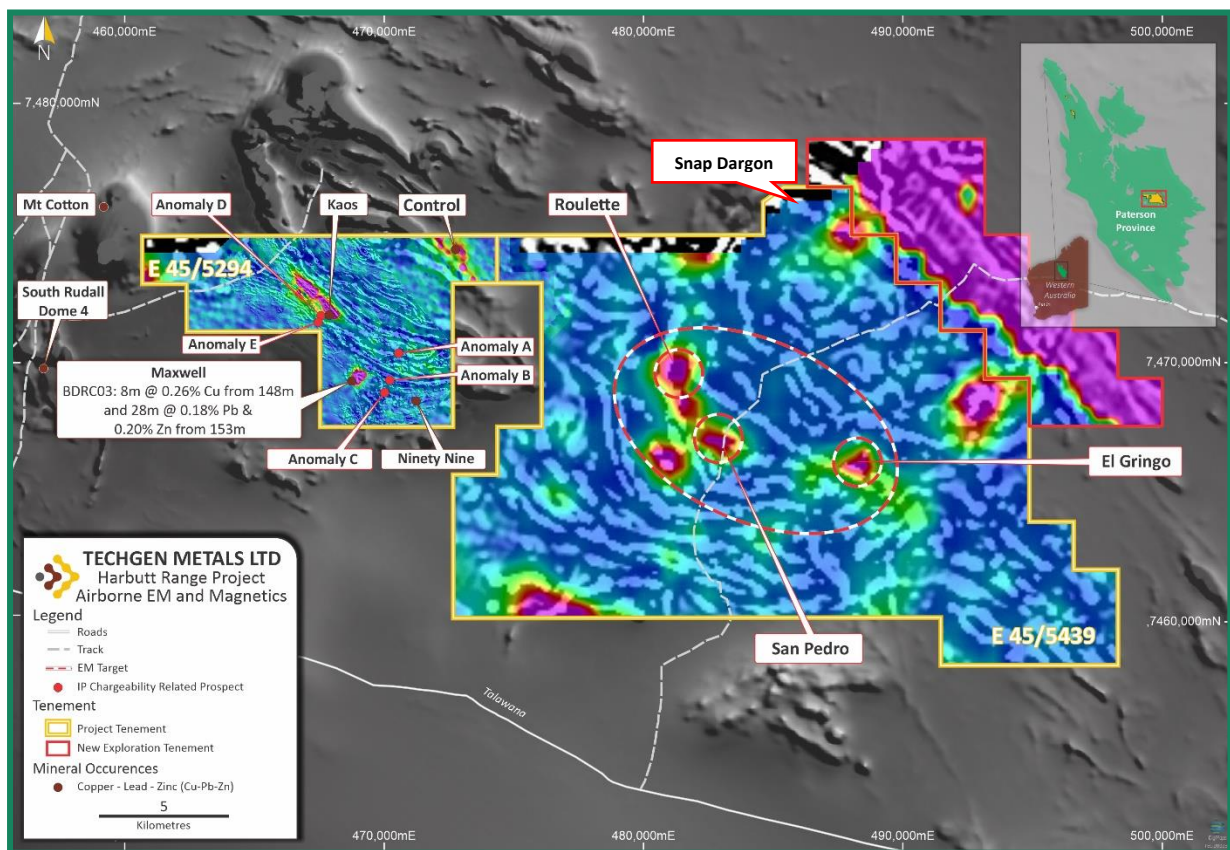 460,000mE
470,000mE
480,000mE
490,000mE
500,000mE
N
7,480,000mN
Snap Dargon
Mt Cotton
Anomaly D
Kaos
Control
Roulette
Paterson
Province
Western
Australia
E 45/5294
South Rudall
Dome 4
Anomaly E
Anomaly A
Anomaly B
7,470,000mN
Maxwell
BDRC03: 8m @ 0.26% Cu from 148m
and 28m @ 0.18% Pb &
0.20% Zn from 153m
Anomaly C
Ninety Nine
El Gringo
TECHGEN METALS LTD
Harbutt Range Project
Airborne EM and Magnetics
Legend
Roads
Track
EM Target
IP Chargeability Related Prospect
Tenement
Project Tenement
New Exploration Tenement
Mineral Occurences
Copper - Lead - Zinc (Cu-Pb-Zn)
5
Kilometres
San Pedro
E 45/5439
7460,000mN
Talawana
470,000mE
480,000mE
490,000mE
500,000mE